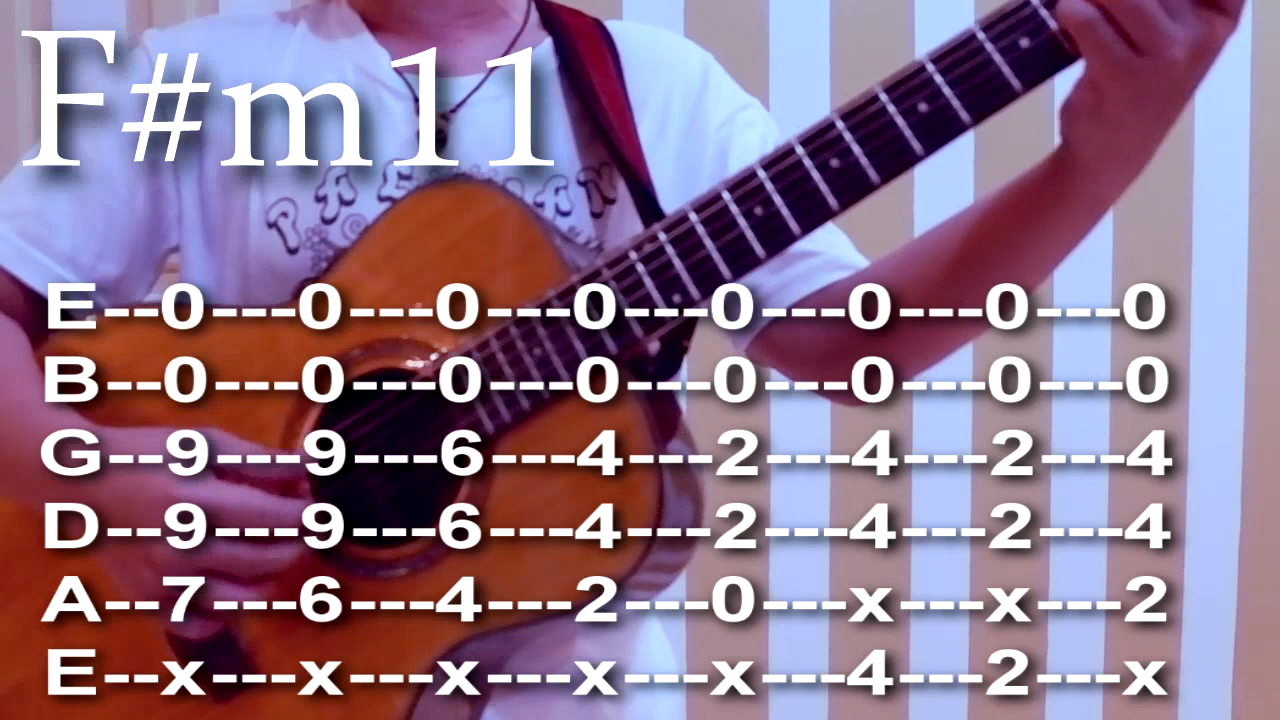 F#m11
PAEMAN
E--0---0---0---0---0---0---0---0
B--0---0---0---0---0---0---0---0
G--9---9---6---4---2---4---2---4
D--9---9---6---4---2---4---2---4
A--7---6---4---2---0---x---x---2
E--x---x---x---x---x---4---2---x